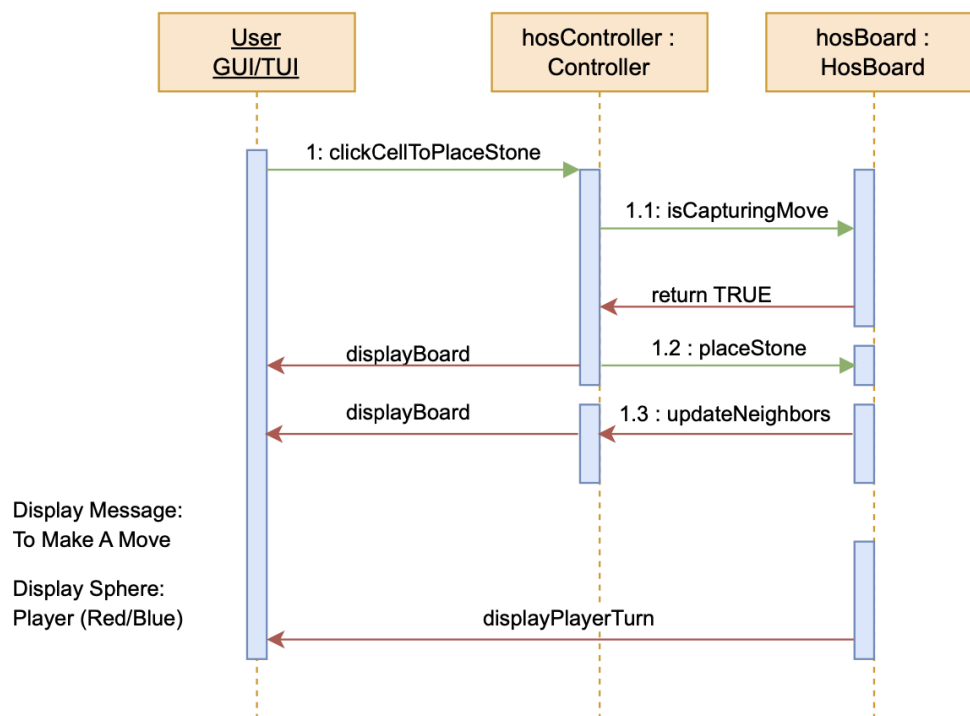 User
GUI/TUI
hosController :
Controller
hosBoard :
HosBoard
1: clickCellToPlaceStone
1.1: isCapturingMove
return TRUE
displayBoard
1.2 : placeStone
displayBoard
1.3 : updateNeighbors
Display Message:
To Make A Move
Display Sphere:
Player (Red/Blue)
displayPlayerTurn